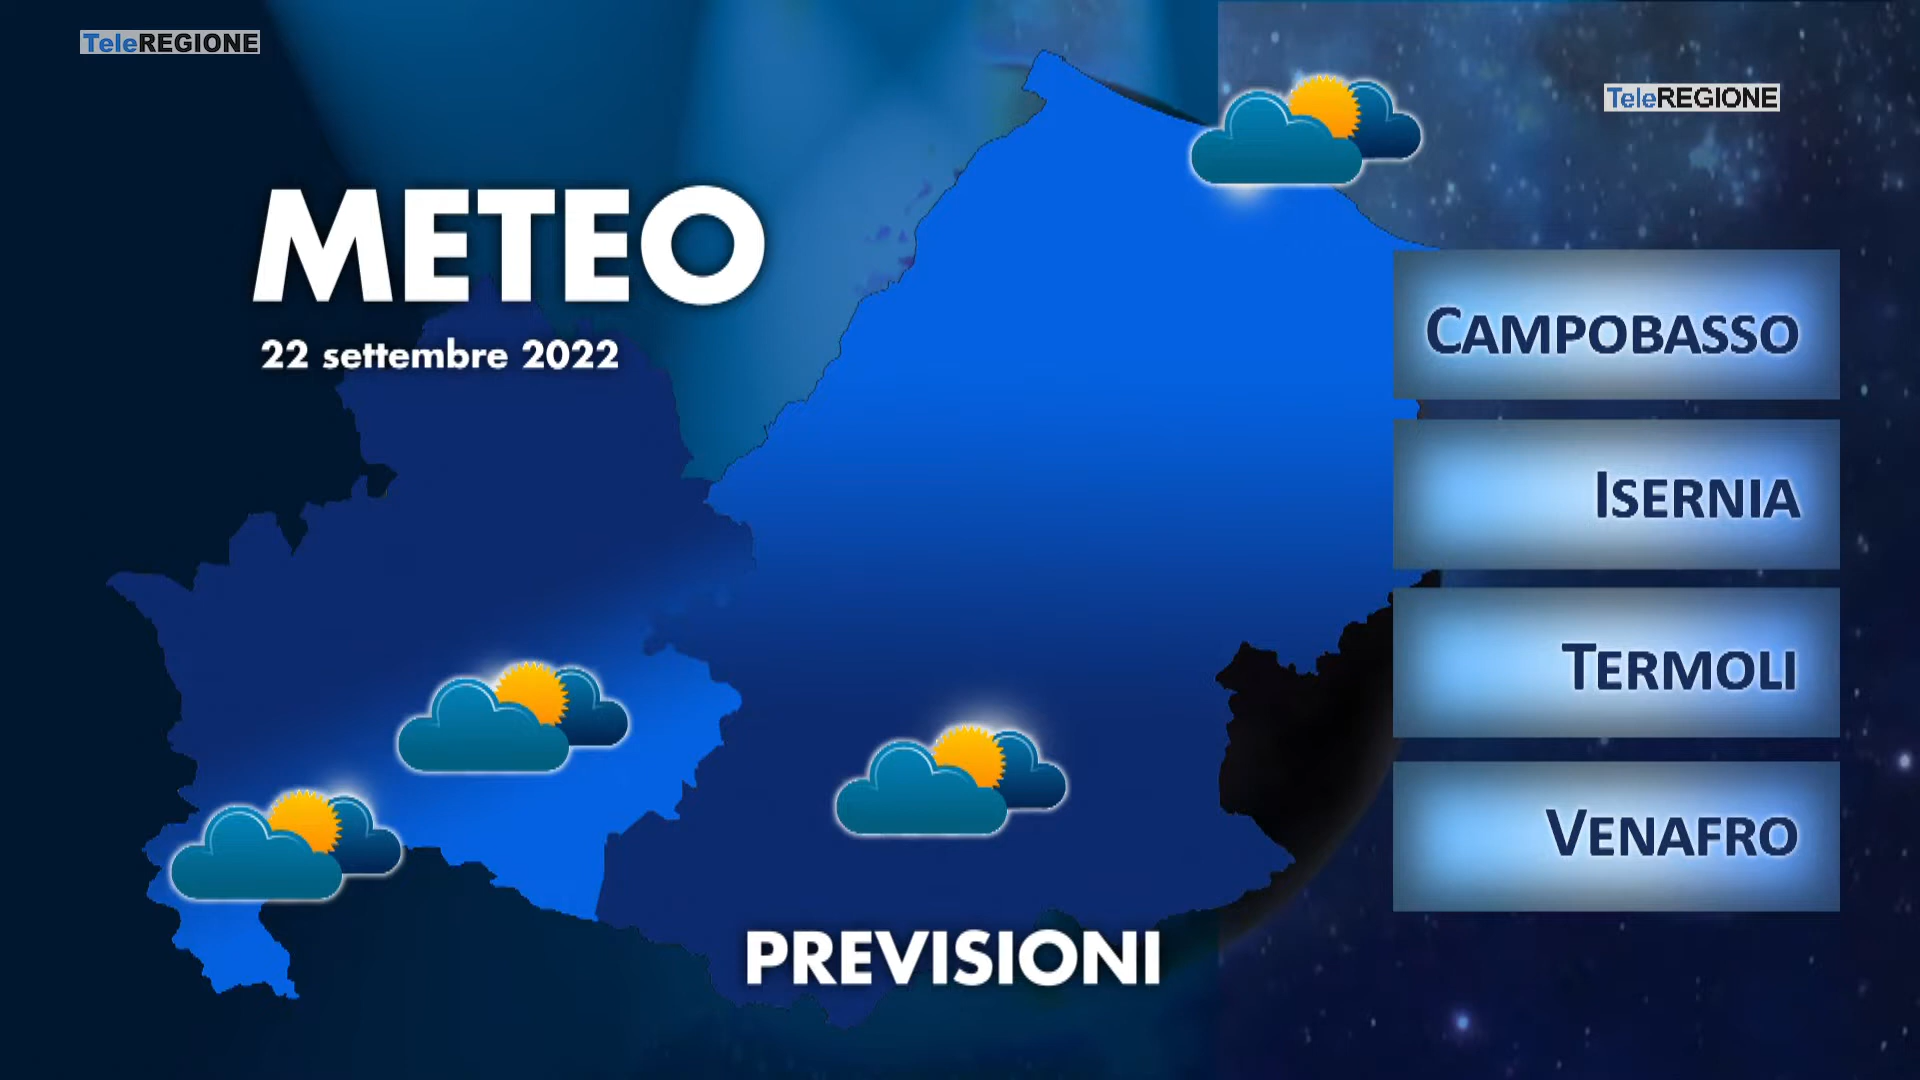 TeleREGIONE
TeleREGIONE
METEO
22 settembre 2022
CAMPOBASSO
ISERNIA
TERMOLI
VENAFRO
PREVISIONI